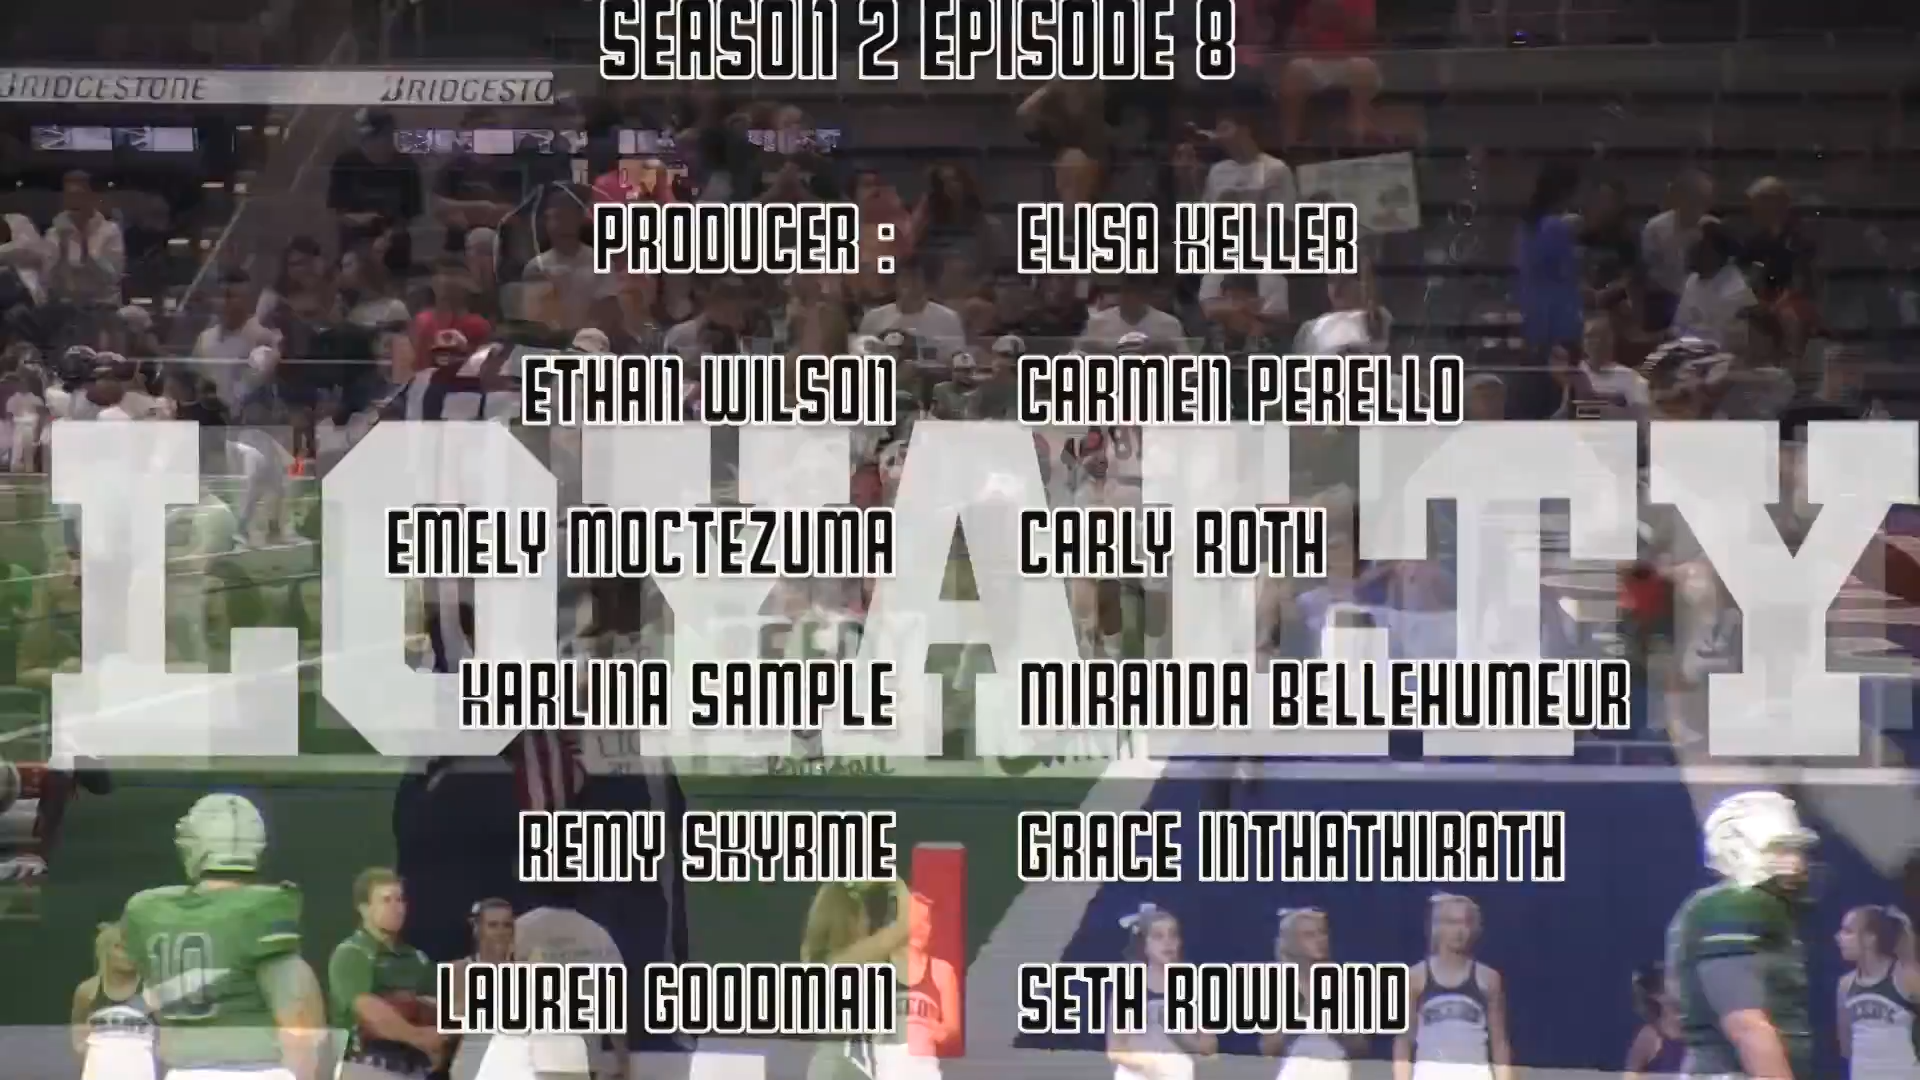 SEASON 2 EPISODE 8
BRIDGESTONE BRIDGESTO
PRODUCER : ELISA KELLER
ETHAN WILSON CARMEN PERELLO
LOYALTY
EMELY MOCTEZUMA CARLY ROTH
KARLINA SAMPLE MIRANDA BELLEHUMEUR
REMY SKYRME GRACE INTHATHIRATH
10
LAUREN GOODMAN SETH ROWLAND